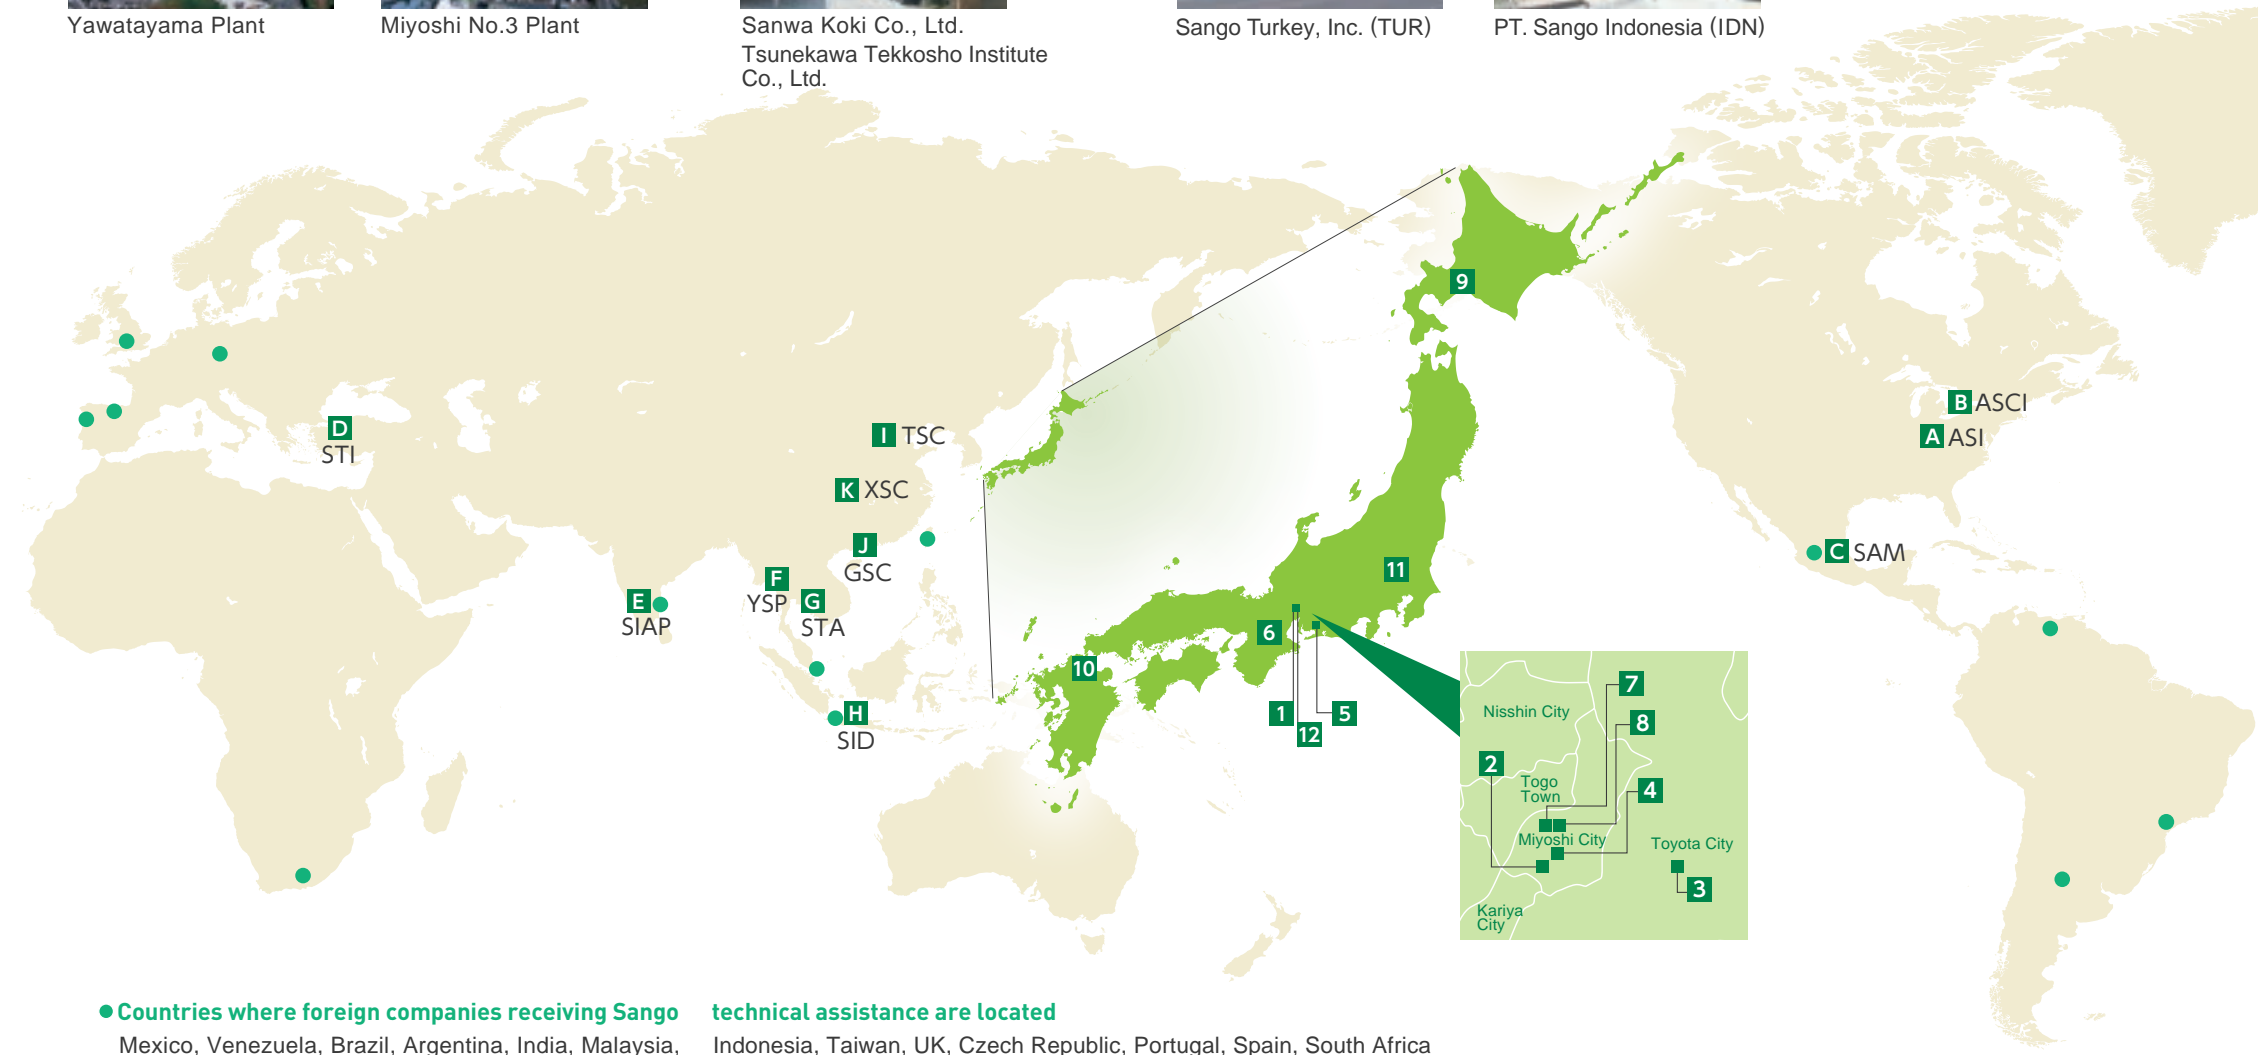 Yawatayama Plant
Miyoshi No.3 Plant
Sanwa Koki Co., Ltd.
Tsunekawa Tekkosho Institute
Co., Ltd.
Sango Turkey, Inc. (TUR)
PT. Sango Indonesia (IDN)
9
B ASCI
A ASI
D
STI
I TSC
K XSC
J
GSC
C SAM
11
F
YSP
E
SIAP
G
STA
6
10
H
SID
1
12
5
7
Nisshin City
8
2
Togo
Town
4
Miyoshi City
Toyota City
3
Kariya
City
Countries where foreign companies receiving Sango technical assistance are located
Mexico, Venezuela, Brazil, Argentina, India, Malaysia, Indonesia, Taiwan, UK, Czech Republic, Portugal, Spain, South Africa